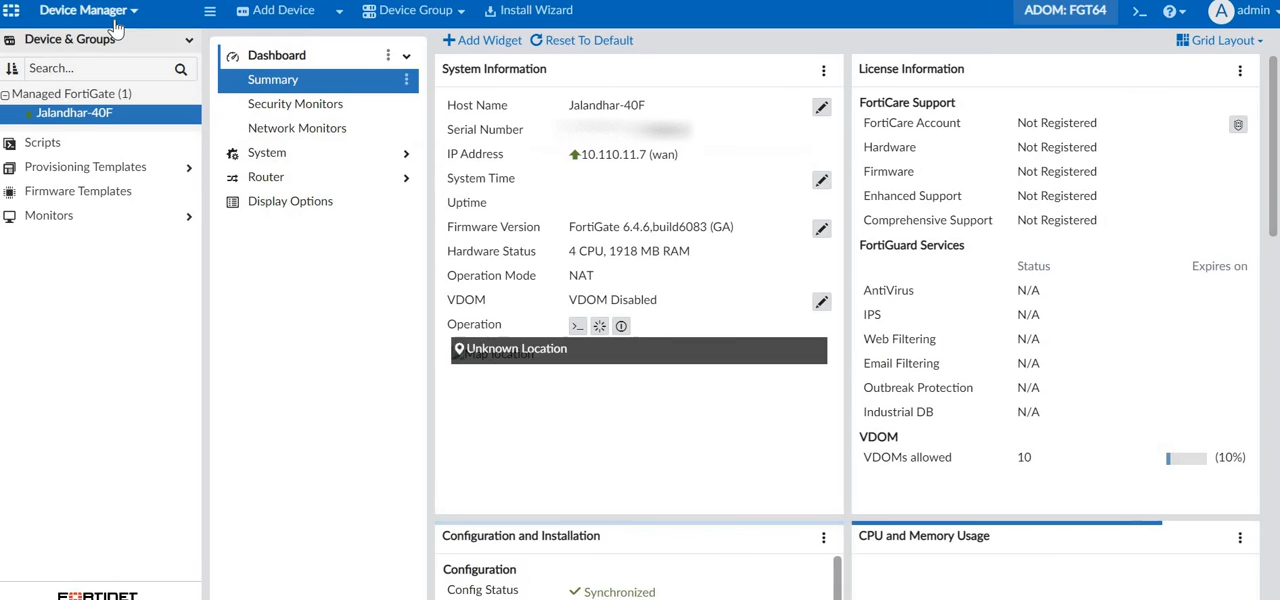 Device Manager
Add Device
Device Group
Install Wizard
ADOM: FGT64
A
admin
Device & Groups
Search...
Managed FortiGate (1)
Jalandhar-40F
Scripts
Provisioning Templates
Firmware Templates
Monitors
FORTINET
Dashboard
Summary
Security Monitors
Network Monitors
System
Router
Display Options
Add Widget
Reset To Default
Grid Layout
System Information
Host Name Jalandhar-40F
Serial Number
IP Address 10.110.11.7 (wan)
System Time
Uptime
Firmware Version FortiGate 6.4.6,build6083 (GA)
Hardware Status 4 CPU, 1918 MB RAM
Operation Mode NAT
VDOM VDOM Disabled
Operation
Unknown Location
Map location
License Information
FortiCare Support
FortiCare Account Not Registered
Hardware Not Registered
Firmware Not Registered
Enhanced Support Not Registered
Comprehensive Support Not Registered
FortiGuard Services
Status Expires on
AntiVirus N/A
IPS N/A
Web Filtering N/A
Email Filtering N/A
Outbreak Protection N/A
Industrial DB N/A
VDOM
VDOMs allowed 10 (10%)
Configuration and Installation
Configuration
Config Status Synchronized
CPU and Memory Usage